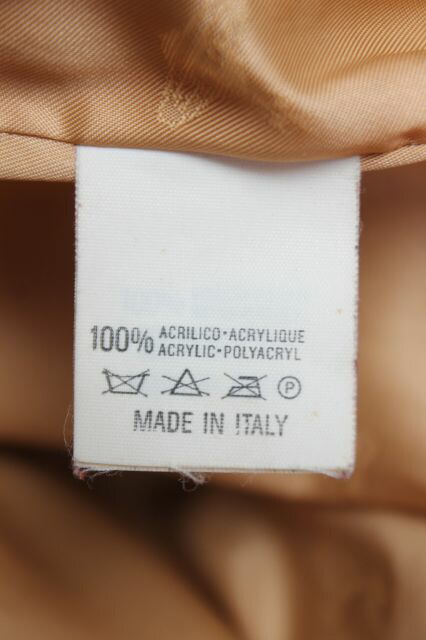 100% ACRILICO·ACRYLIQUE
ACRYLIC·POLYACRYL
P
MADE IN ITALY